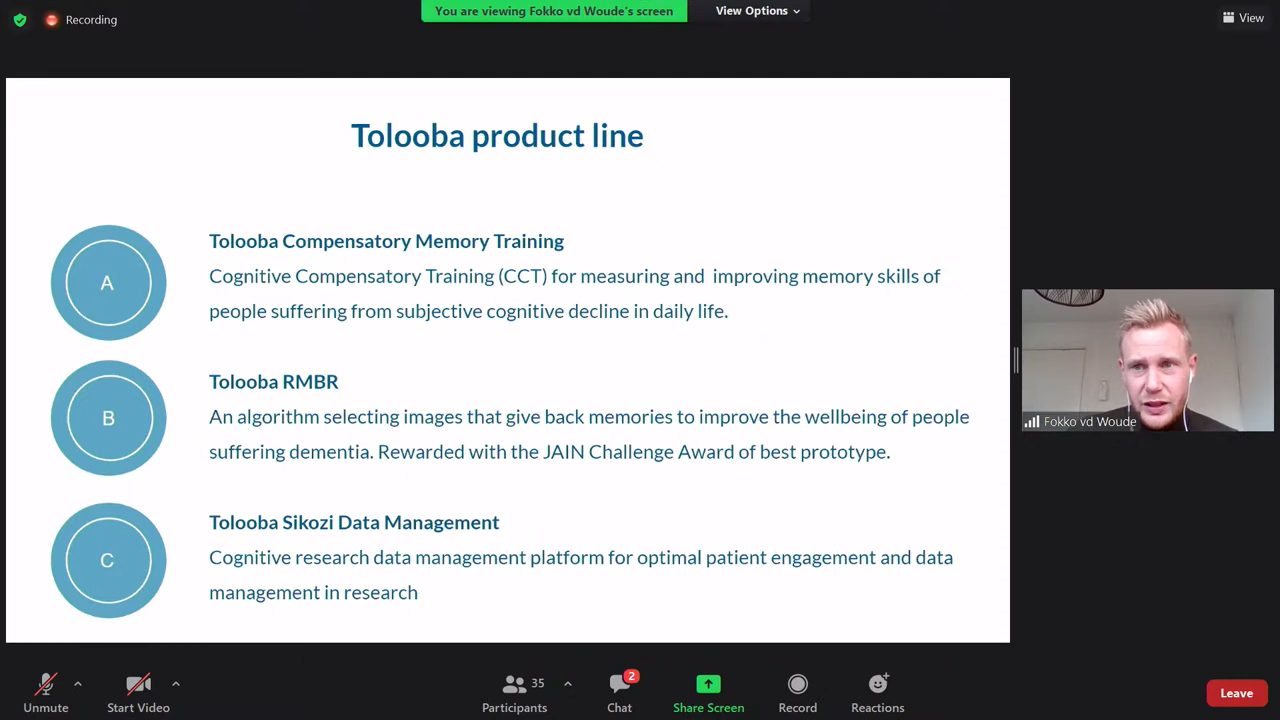 You are viewing Fokko vd Woude's screen
View Options
Recording
View
Tolooba product line
A
Tolooba Compensatory Memory Training
Cognitive Compensatory Training (CCT) for measuring and improving memory skills of
people suffering from subjective cognitive decline in daily life.
B
Tolooba RMBR
An algorithm selecting images that give back memories to improve the wellbeing of people
suffering dementia. Rewarded with the JAIN Challenge Award of best prototype.
C
Tolooba Sikozi Data Management
Cognitive research data management platform for optimal patient engagement and data
management in research
Fokko vd Woude
Unmute
Start Video
35
Participants
2
Chat
Share Screen
Record
Reactions
Leave